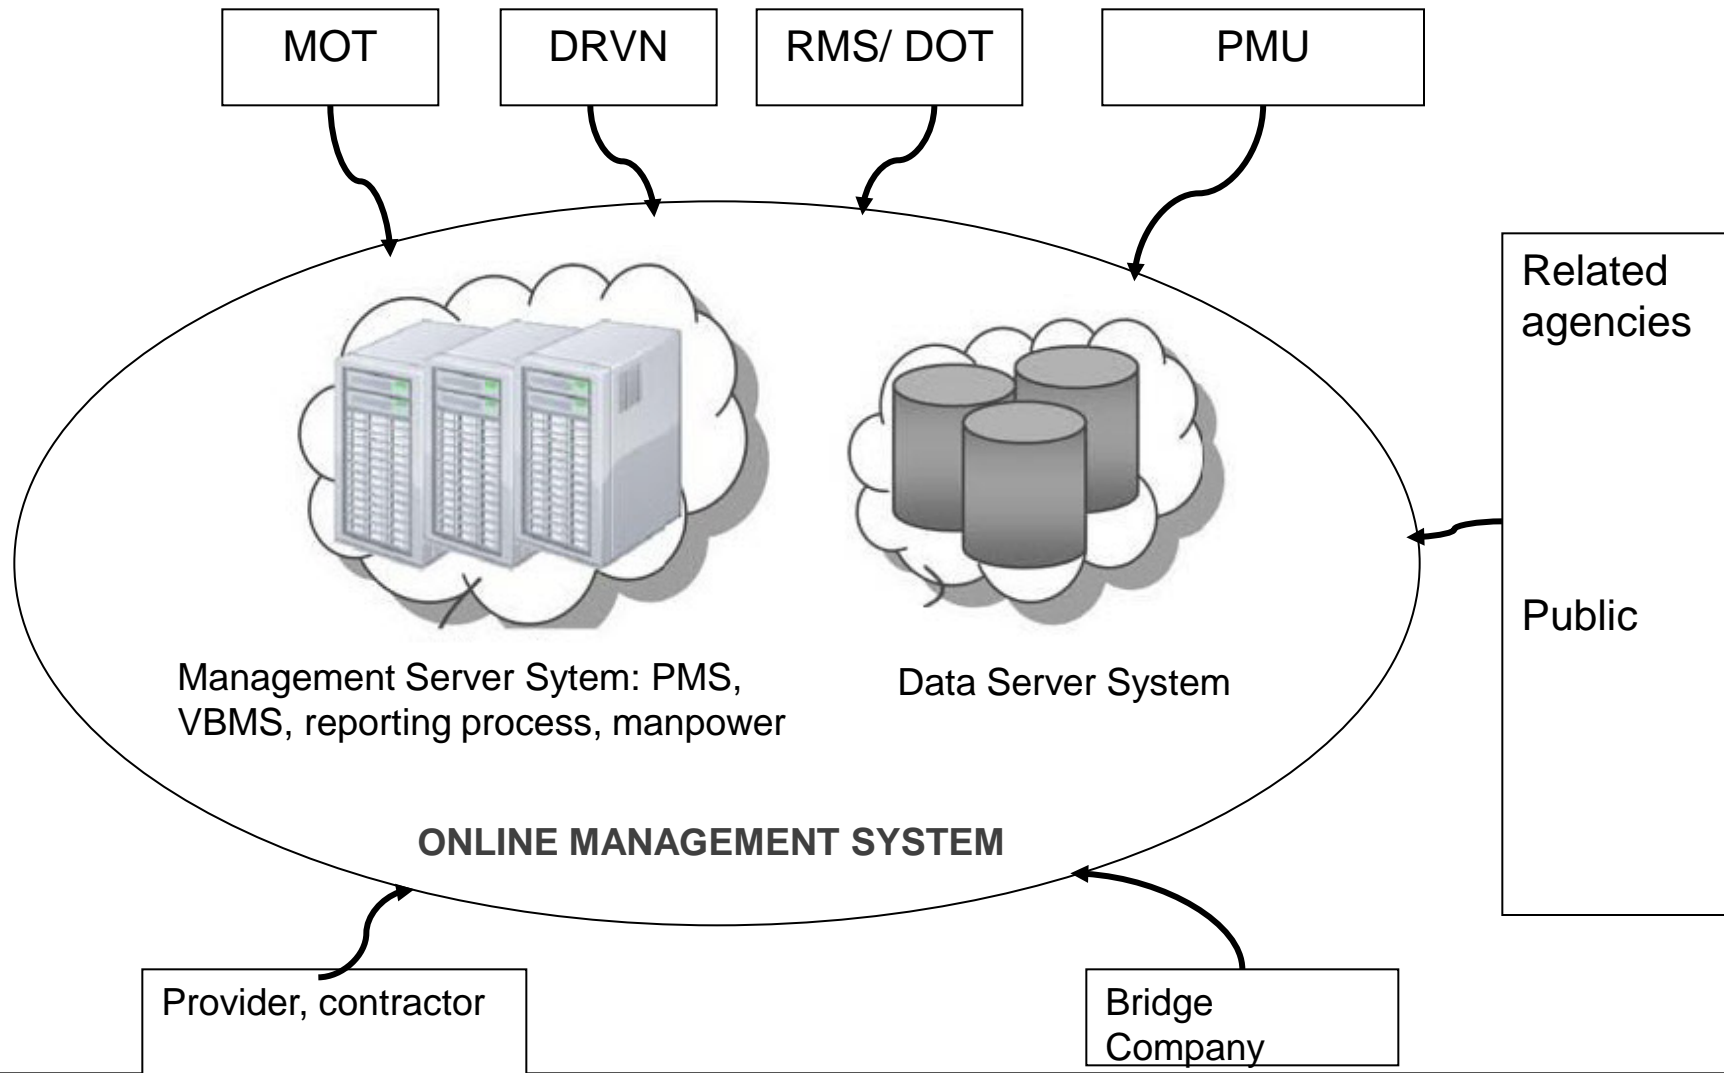 MOT
DRVN
RMS/ DOT
PMU
Related
agencies
Public
Management Server Sytem: PMS,
VBMS, reporting process, manpower
Data Server System
ONLINE MANAGEMENT SYSTEM
Provider, contractor
Bridge
Company